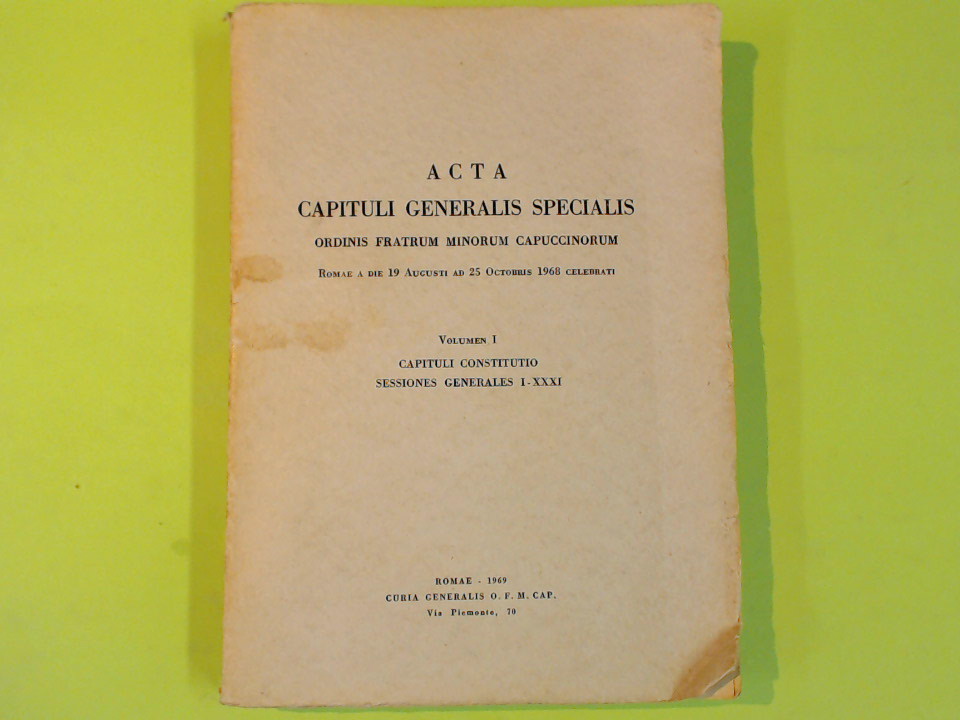 ACTA
CAPITULI GENERALIS SPECIALIS
ORDINIS FRATRUM MINORUM CAPUCCINORUM
Romae a die 19 Augusti ad 25 Octobris 1968 celebrati
Volumen I
CAPITULI CONSTITUTIO
SESSIONES GENERALES I-XXXI
ROMAE - 1969
CURIA GENERALIS O. F. M. CAP.
Via Piemonte, 70